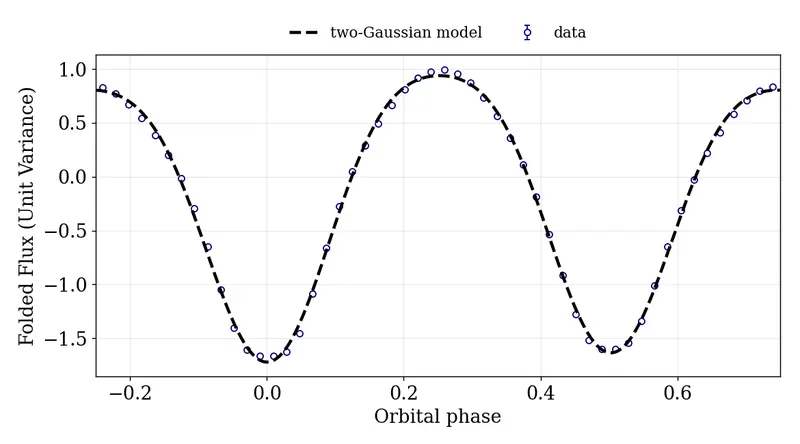 two-Gaussian model data
1.0
0.5
0.0
−0.5
−1.0
−1.5
Folded Flux (Unit Variance)
−0.2 0.0 0.2 0.4 0.6
Orbital phase